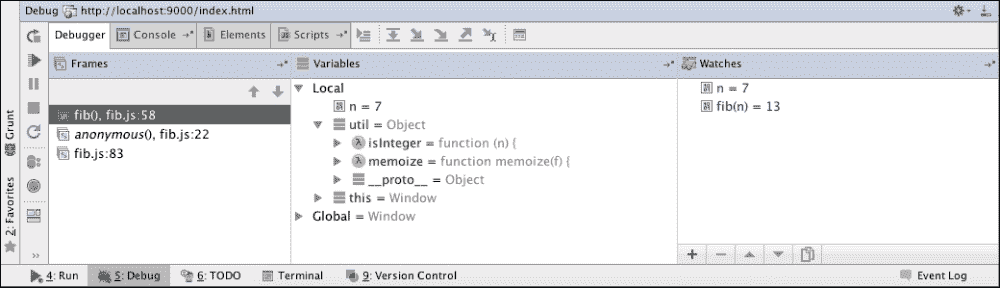 Debug http://localhost:9000/index.html
Debugger Console Elements Scripts
Frames
fib(), fib.js:58
anonymous(), fib.js:22
fib.js:83
Variables
Local
n = 7
util = Object
isInteger = function (n) {
memoize = function memoize(f) {
__proto__ = Object
this = Window
Global = Window
Watches
n = 7
fib(n) = 13
Grunt
2: Favorites
4: Run 5: Debug 6: TODO Terminal 9: Version Control Event Log